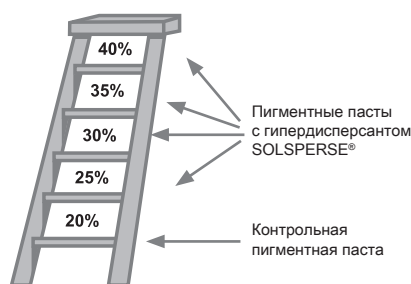 40%
35%
30%
25%
20%
Пигментные пасты
с гипердисперсантом
SOLSPERSE®
Контрольная
пигментная паста